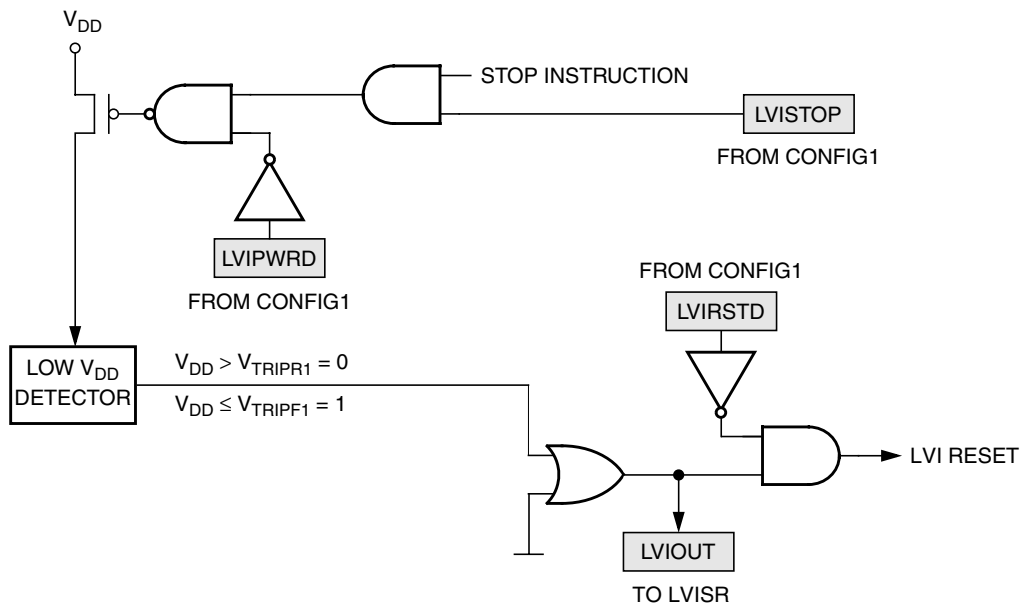 VDD
STOP INSTRUCTION
LVISTOP
FROM CONFIG1
LVIPWRD
FROM CONFIG1
FROM CONFIG1
LVIRSTD
LOW VDD
DETECTOR
VDD > VTRIPR1 = 0
VDD ≤ VTRIPF1 = 1
LVI RESET
LVIOUT
TO LVISR